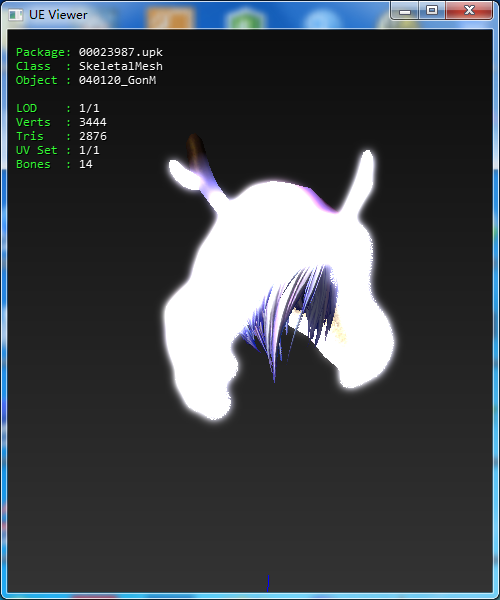 UE Viewer
Package: 00023987.upk
Class  : SkeletalMesh
Object : 040120_GonM
LOD    : 1/1
Verts  : 3444
Tris   : 2876
UV Set : 1/1
Bones  : 14